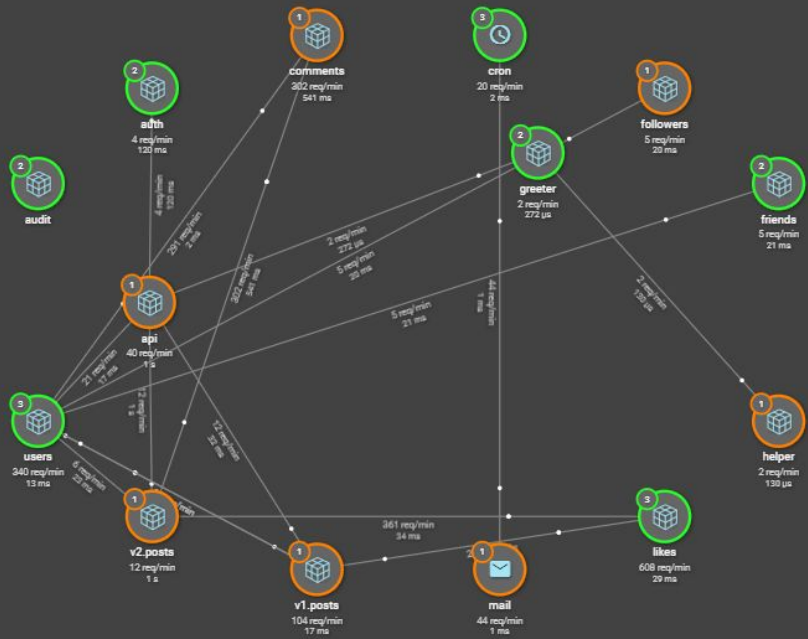 1
comments
302 req/min
541 ms
3
cron
20 req/min
2 ms
2
auth
4 req/min
120 ms
1
followers
5 req/min
20 ms
2
greeter
2 req/min
272 µs
2
audit
2
friends
5 req/min
21 ms
4 req/min
120 ms
291 req/min
2 ms
302 req/min
541 ms
2 req/min
272 µs
5 req/min
20 ms
44 req/min
1 ms
5 req/min
21 ms
2 req/min
130 µs
1
api
40 req/min
1 s
21 req/min
17 ms
12 req/min
1 s
12 req/min
32 ms
3
users
340 req/min
13 ms
6 req/min
23 ms
1
helper
2 req/min
130 µs
1
v2.posts
12 req/min
1 s
361 req/min
34 ms
3
likes
608 req/min
29 ms
1
v1.posts
104 req/min
17 ms
1
mail
44 req/min
1 ms